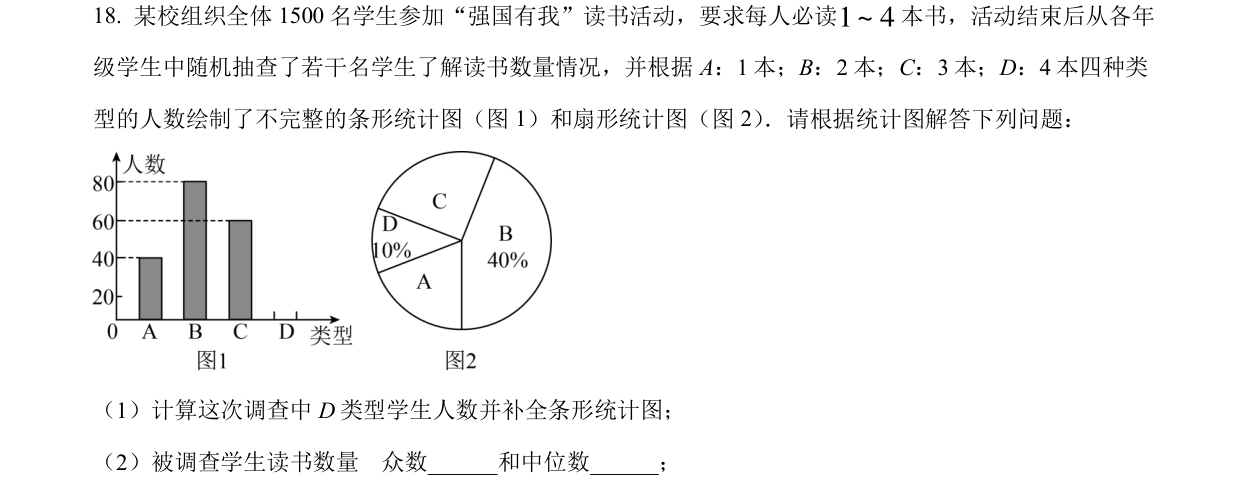 18. 某校组织全体 1500 名学生参加“强国有我”读书活动，要求每人必读1 ~ 4 本书，活动结束后从各年
级学生中随机抽查了若干名学生了解读书数量情况，并根据 A：1 本；B：2 本；C：3 本；D：4 本四种类
型的人数绘制了不完整的条形统计图（图 1）和扇形统计图（图 2）．请根据统计图解答下列问题：
人数
80
60
40
20
0 A B C D 类型
图1
C
D
10%
B
40%
A
图2
（1）计算这次调查中 D 类型学生人数并补全条形统计图；
（2）被调查学生读书数量 众数______和中位数______；